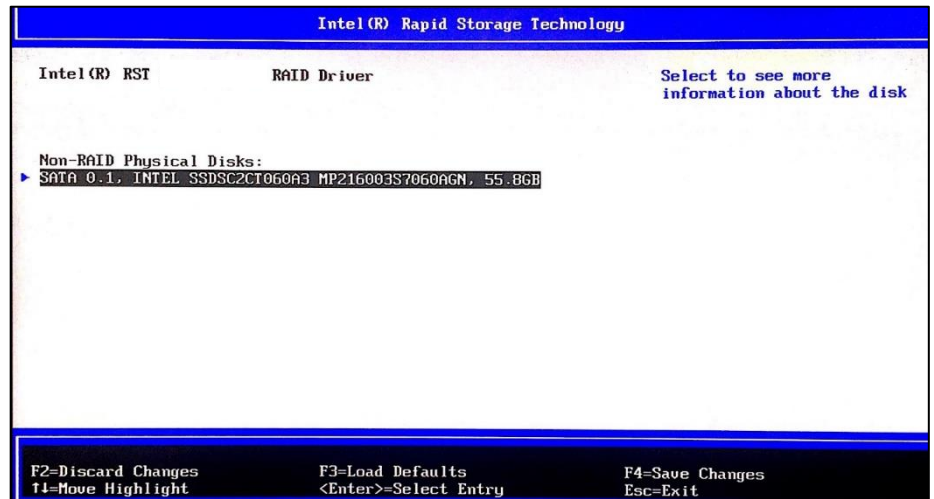 Intel(R) Rapid Storage Technology
Intel(R) RST RAID Driver Select to see more
information about the disk
Non-RAID Physical Disks:
SATA 0.1, INTEL SSDSC2CT060A3 MP216003S7060AGN, 55.8GB
F2=Discard Changes F3=Load Defaults F4=Save Changes
↑↓=Move Highlight <Enter>=Select Entry Esc=Exit